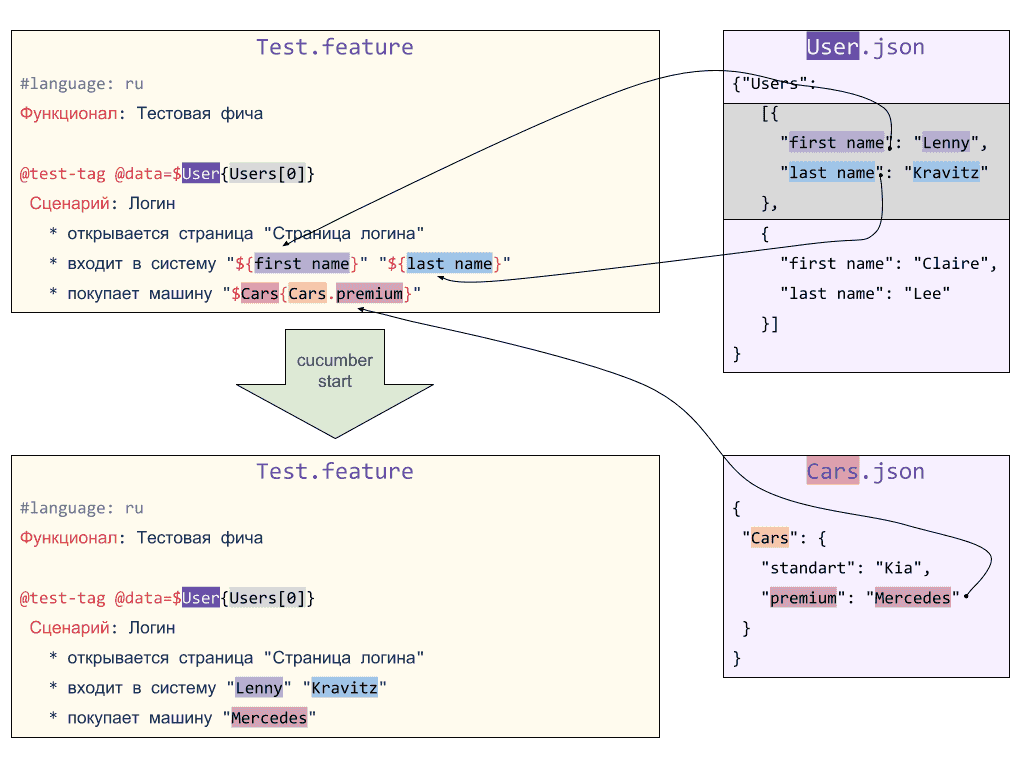 Test.feature
#language: ru
Функционал: Тестовая фича
@test-tag @data=$User{Users[0]}
Сценарий: Логин
* открывается страница "Страница логина"
* входит в систему "${first name}" "${last name}"
* покупает машину "$Cars{Cars.premium}"
User.json
{"Users":
[{
"first name": "Lenny",
"last name": "Kravitz"
},
{
"first name": "Claire",
"last name": "Lee"
}]
}
cucumber
start
Test.feature
#language: ru
Функционал: Тестовая фича
@test-tag @data=$User{Users[0]}
Сценарий: Логин
* открывается страница "Страница логина"
* входит в систему "Lenny" "Kravitz"
* покупает машину "Mercedes"
Cars.json
{
"Cars": {
"standart": "Kia",
"premium": "Mercedes"
}
}